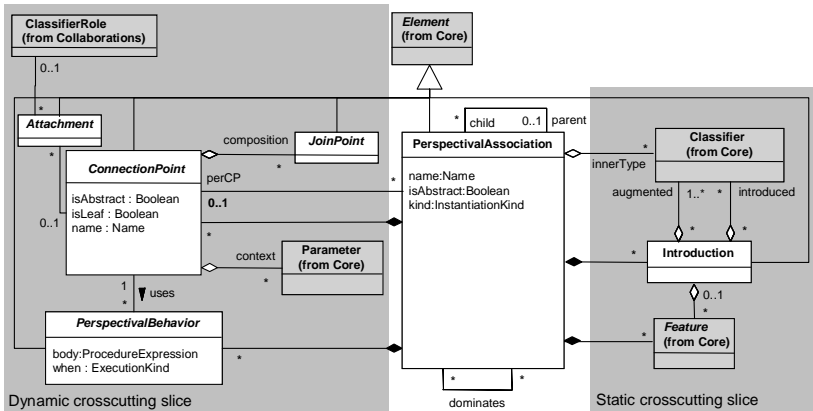 ClassifierRole
(from Collaborations)
Element
(from Core)
0..1
*
Attachment
*
child
0..1
parent
composition
*
JoinPoint
PerspectivalAssociation
name:Name
isAbstract:Boolean
kind:InstantiationKind
*
innerType
Classifier
(from Core)
ConnectionPoint
isAbstract : Boolean
isLeaf : Boolean
name : Name
*
0..1
perCP
*
0..1
*
augmented
1..*
*
introduced
*
*
Introduction
*
context
*
Parameter
(from Core)
0..1
*
Feature
(from Core)
*
1
*
uses
PerspectivalBehavior
body:ProcedureExpression
when : ExecutionKind
*
*
*
dominates
Dynamic crosscutting slice
Static crosscutting slice